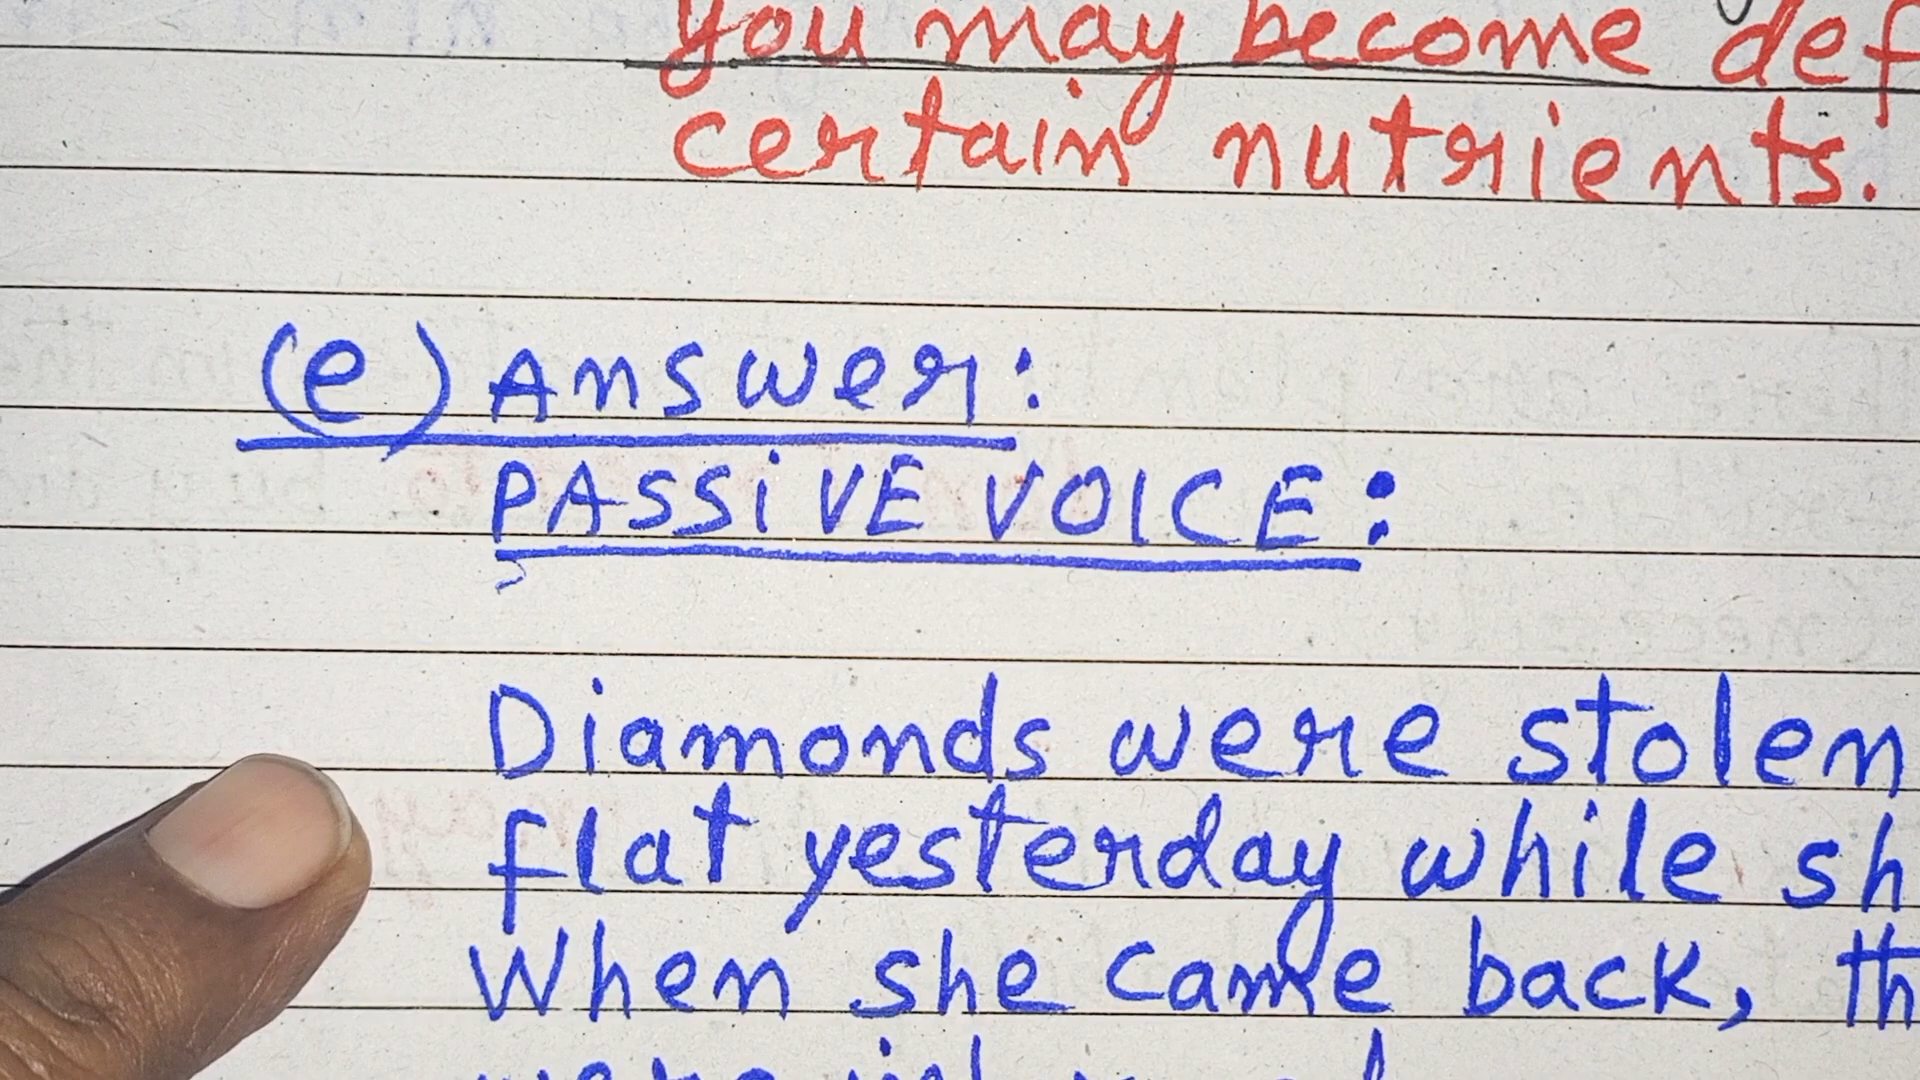 you may become def
certain nutrients.
(e) Answer:
PASSiVE VOICE:
Diamonds were stolen
flat yesterday while sh
When she came back, th
were